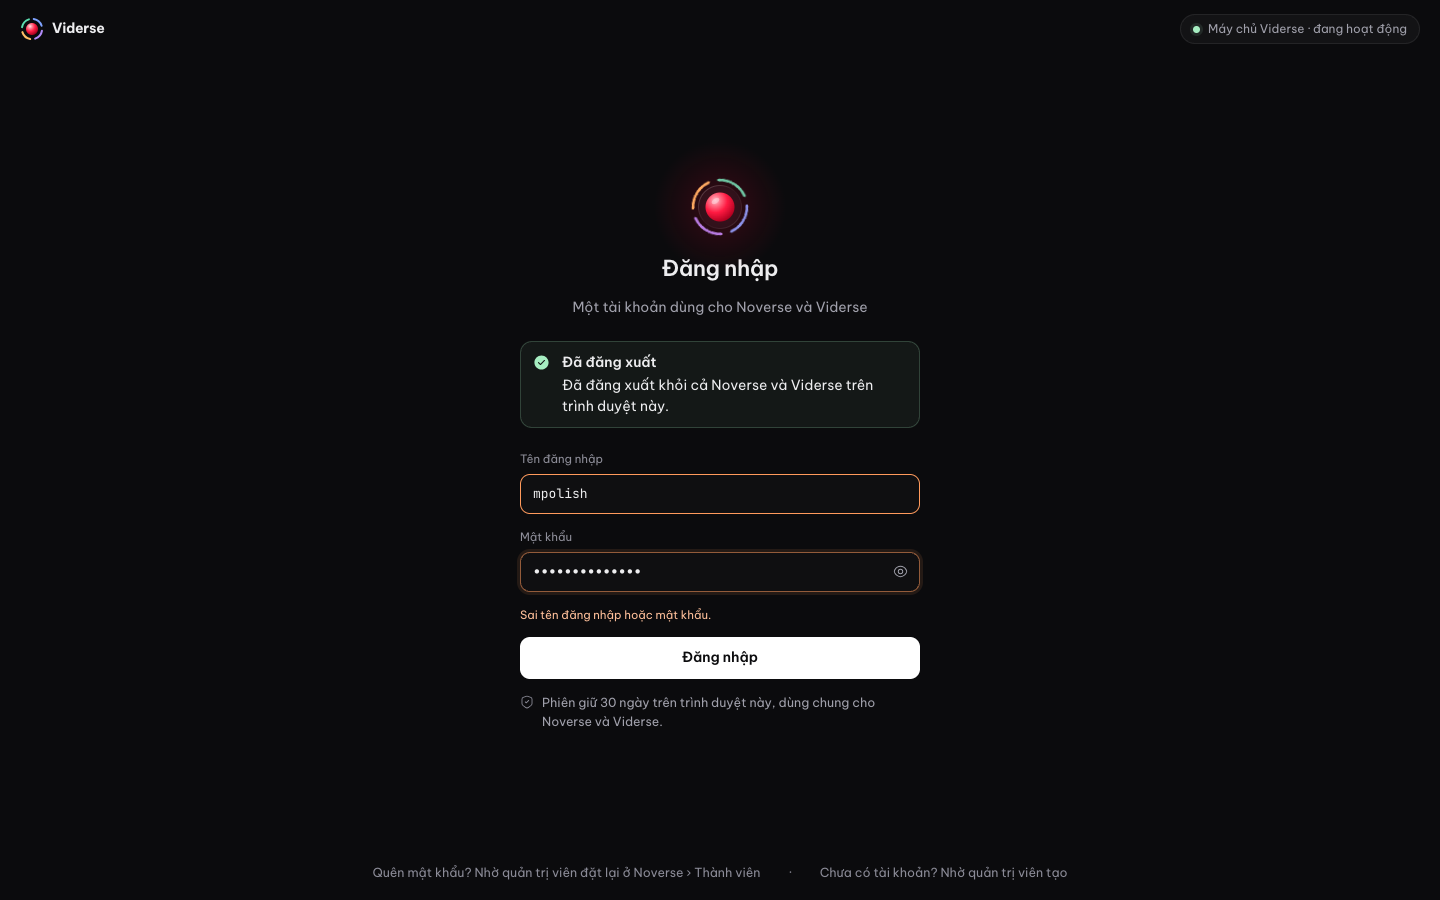 Viderse
Máy chủ Viderse · đang hoạt động
Đăng nhập
Một tài khoản dùng cho Noverse và Viderse
Đã đăng xuất
Đã đăng xuất khỏi cả Noverse và Viderse trên
trình duyệt này.
Tên đăng nhập
mpolish
Mật khẩu
••••••••••••••
Sai tên đăng nhập hoặc mật khẩu.
Đăng nhập
Phiên giữ 30 ngày trên trình duyệt này, dùng chung cho
Noverse và Viderse.
Quên mật khẩu? Nhờ quản trị viên đặt lại ở Noverse › Thành viên · Chưa có tài khoản? Nhờ quản trị viên tạo